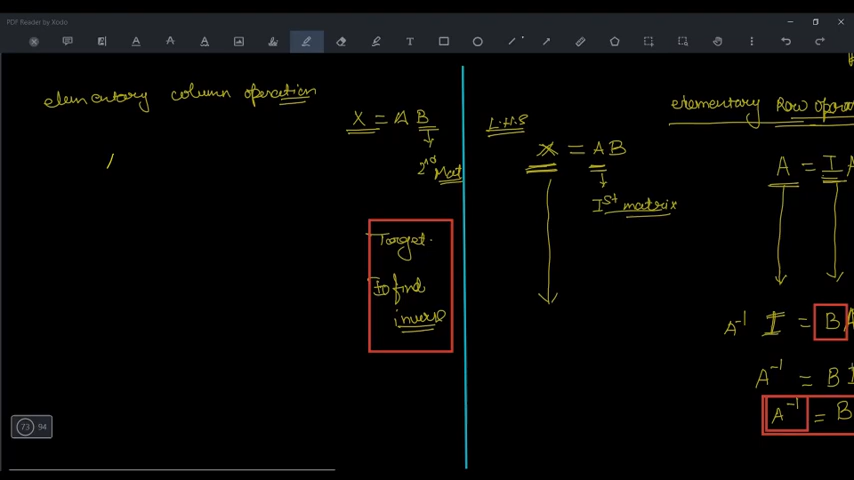 PDF Reader by Xodo
elementary column operation
X = A B
2nd Mat
Target.
To find
inverse
73 94
L.H.S
X = AB
Ist matrix
elementary Row opera
A = I A
A-1 I = B A
A-1 = B I
A-1 = B